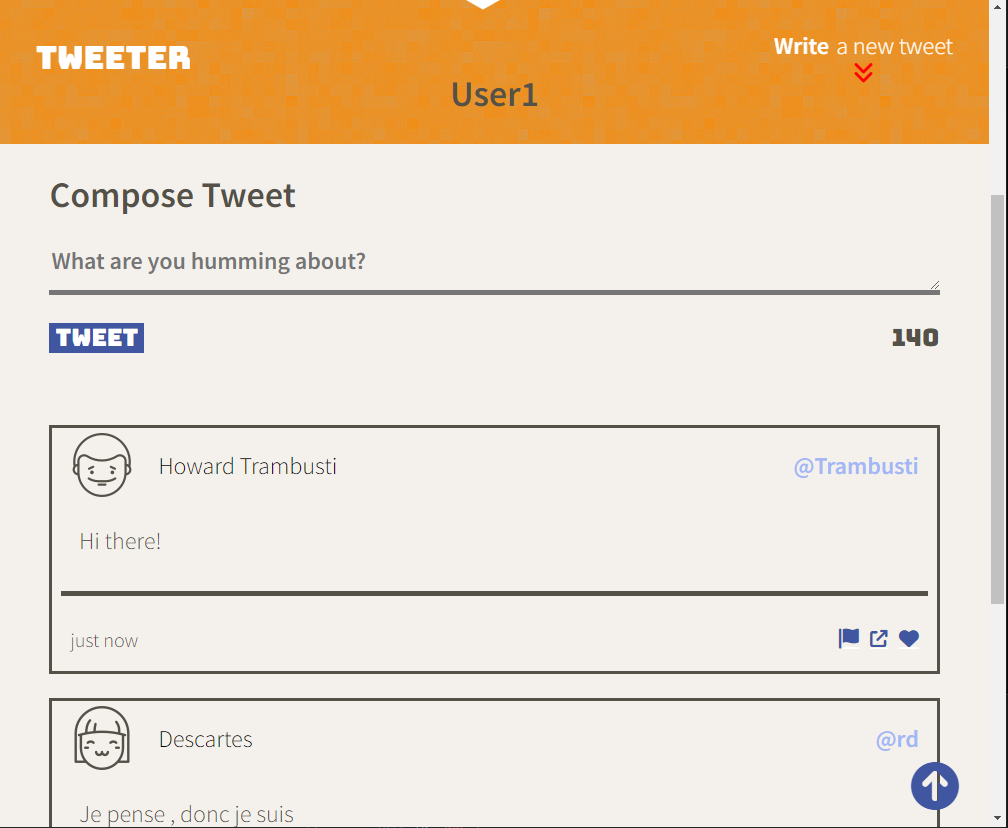 TWEETER
Write a new tweet
User1
Compose Tweet
What are you humming about?
TWEET
140
Howard Trambusti
@Trambusti
Hi there!
just now
Descartes
@rd
Je pense , donc je suis